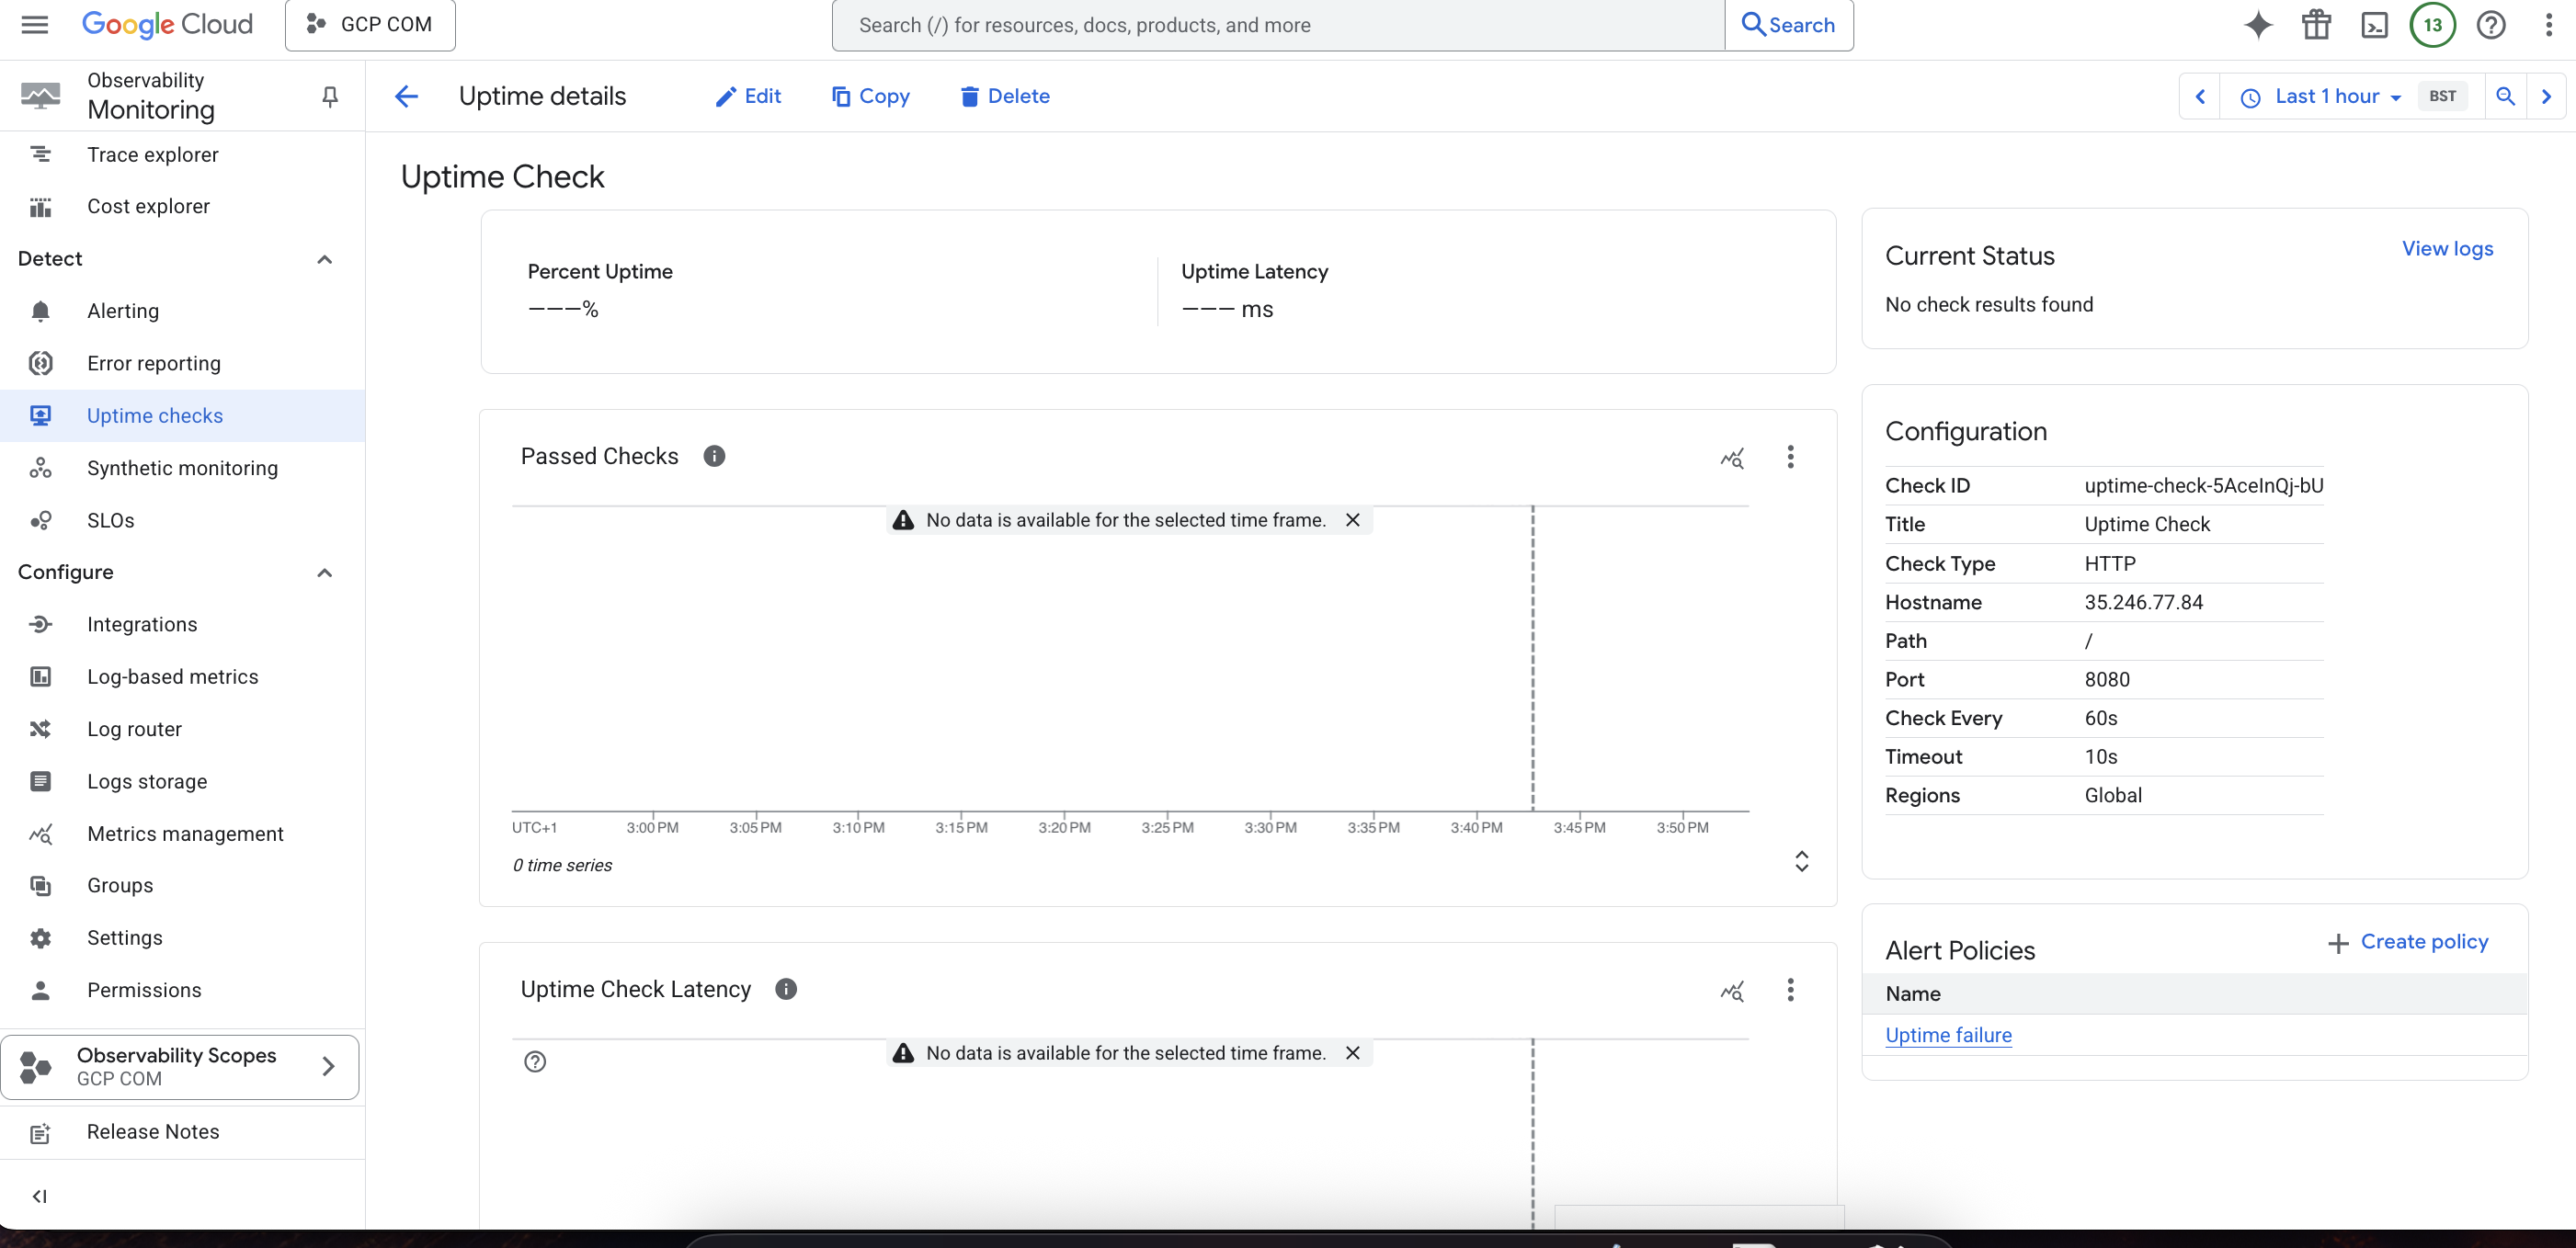 Google Cloud
GCP COM
Search (/) for resources, docs, products, and more
Search
13
Observability
Monitoring
Uptime details
Edit
Copy
Delete
Last 1 hour
BST
Trace explorer
Cost explorer
Detect
Alerting
Error reporting
Uptime checks
Synthetic monitoring
SLOs
Configure
Integrations
Log-based metrics
Log router
Logs storage
Metrics management
Groups
Settings
Permissions
Observability Scopes
GCP COM
Release Notes
Uptime Check
Percent Uptime
———%
Uptime Latency
——— ms
Passed Checks
No data is available for the selected time frame.
UTC+1 3:00 PM 3:05 PM 3:10 PM 3:15 PM 3:20 PM 3:25 PM 3:30 PM 3:35 PM 3:40 PM 3:45 PM 3:50 PM
0 time series
Uptime Check Latency
No data is available for the selected time frame.
Current Status
View logs
No check results found
Configuration
Check ID uptime-check-5AceInQj-bU
Title Uptime Check
Check Type HTTP
Hostname 35.246.77.84
Path /
Port 8080
Check Every 60s
Timeout 10s
Regions Global
Alert Policies
Create policy
Name
Uptime failure